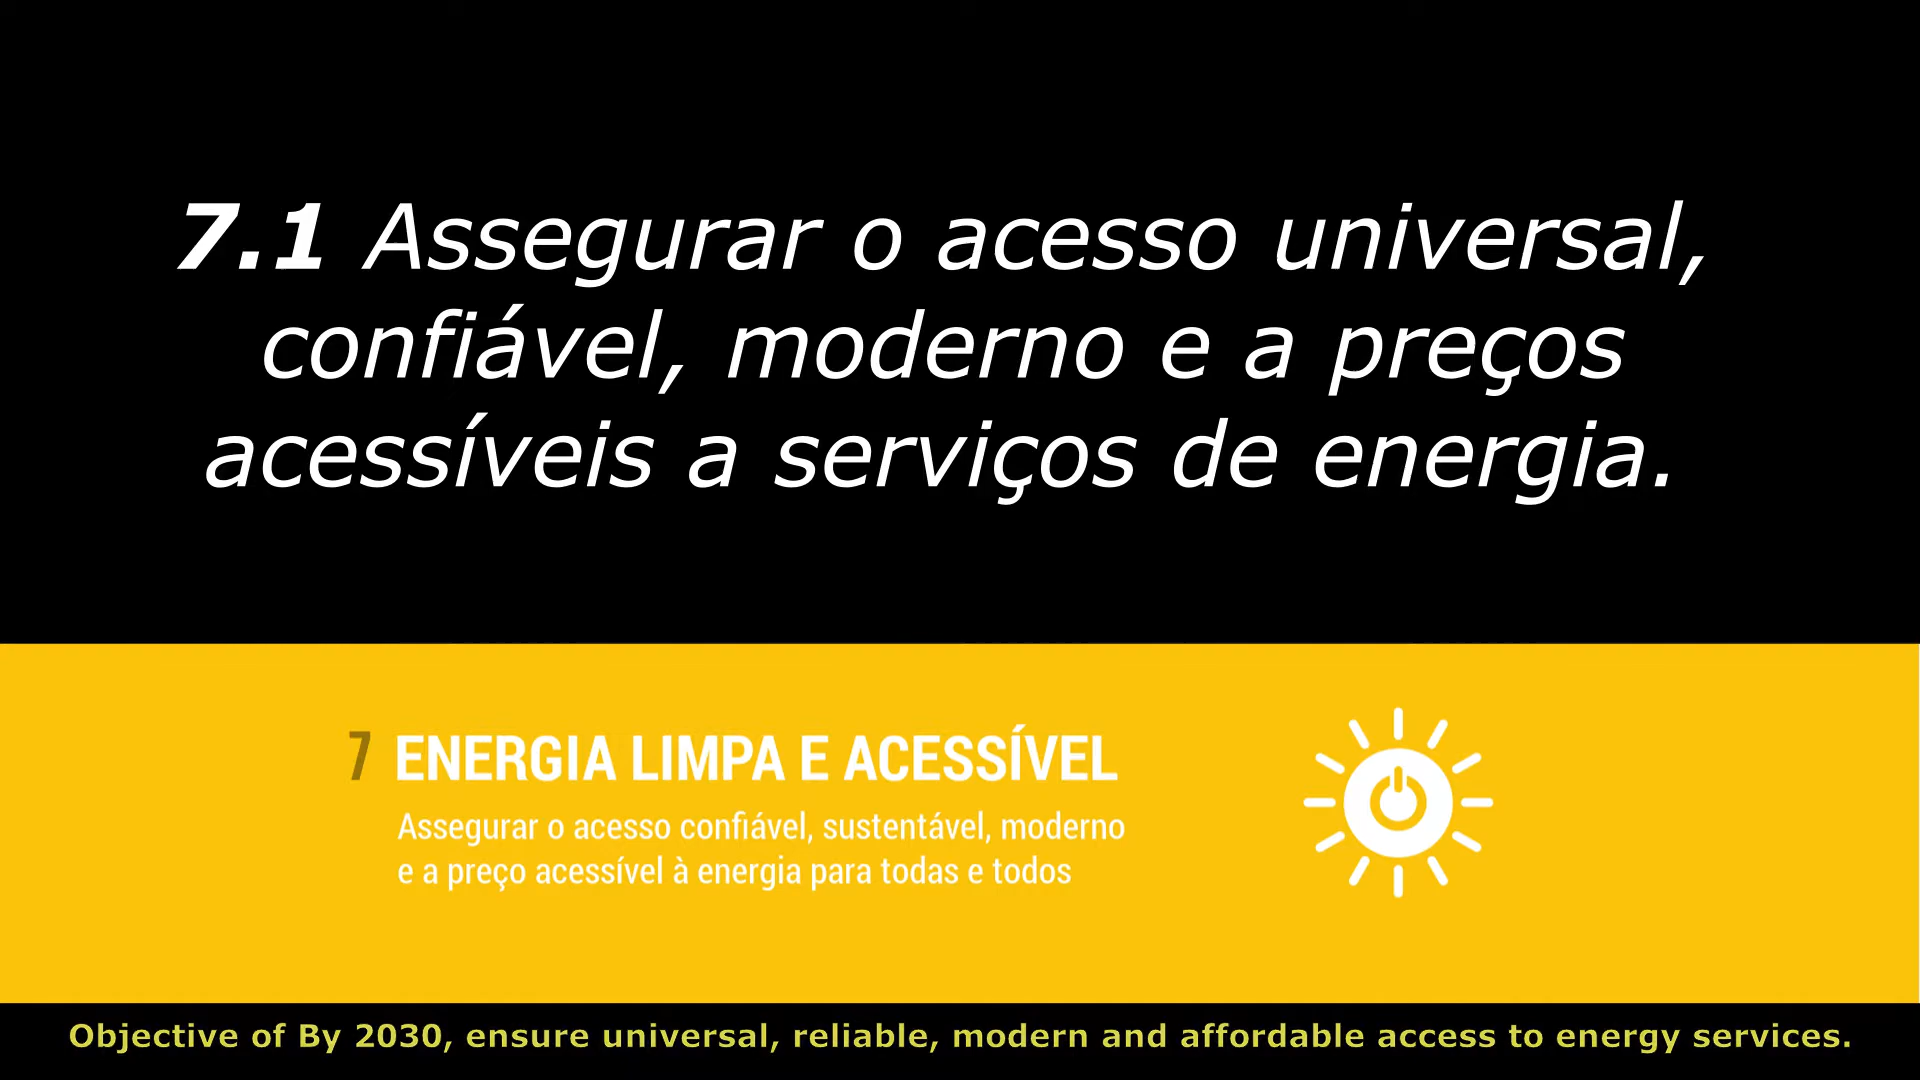 7.1 Assegurar o acesso universal,
confiável, moderno e a preços
acessíveis a serviços de energia.
7 ENERGIA LIMPA E ACESSÍVEL
Assegurar o acesso confiável, sustentável, moderno
e a preço acessível à energia para todas e todos
Objective of By 2030, ensure universal, reliable, modern and affordable access to energy services.